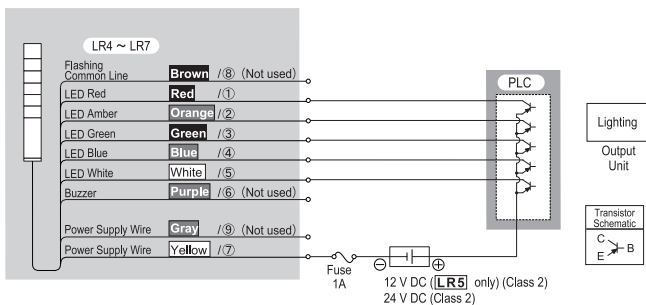 LR4 ～ LR7
Flashing
Common Line Brown /⑧ (Not used)
LED Red Red /①
LED Amber Orange /②
LED Green Green /③
LED Blue Blue /④
LED White White /⑤
Buzzer Purple /⑥ (Not used)
Power Supply Wire Gray /⑨ (Not used)
Power Supply Wire Yellow /⑦
Fuse
1A
⊖ ⊕
12 V DC (LR5 only) (Class 2)
24 V DC (Class 2)
PLC
Lighting
Output
Unit
Transistor
Schematic
C
B
E